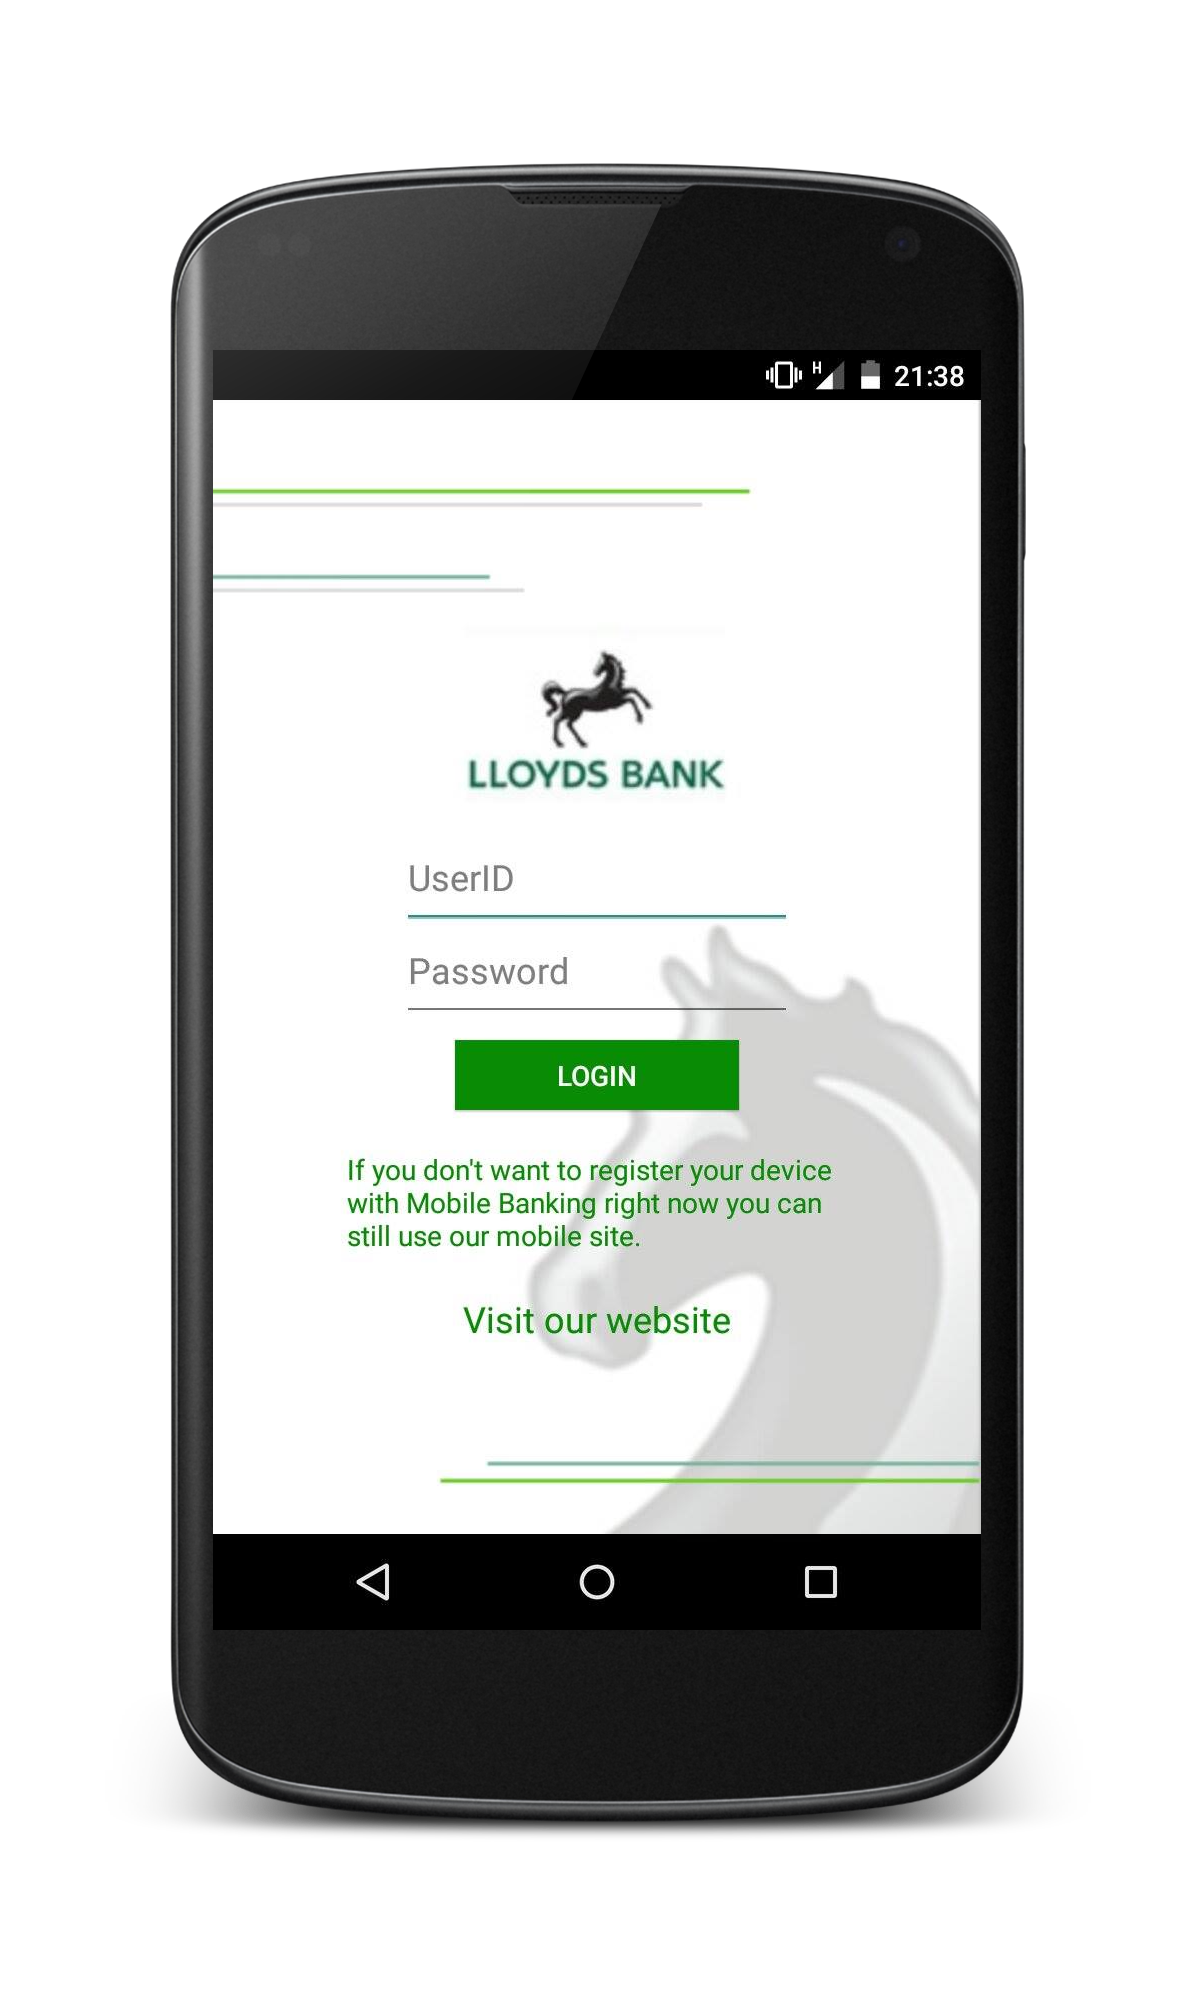 H 21:38
LLOYDS BANK
UserID
Password
LOGIN
If you don't want to register your device
with Mobile Banking right now you can
still use our mobile site.
Visit our website